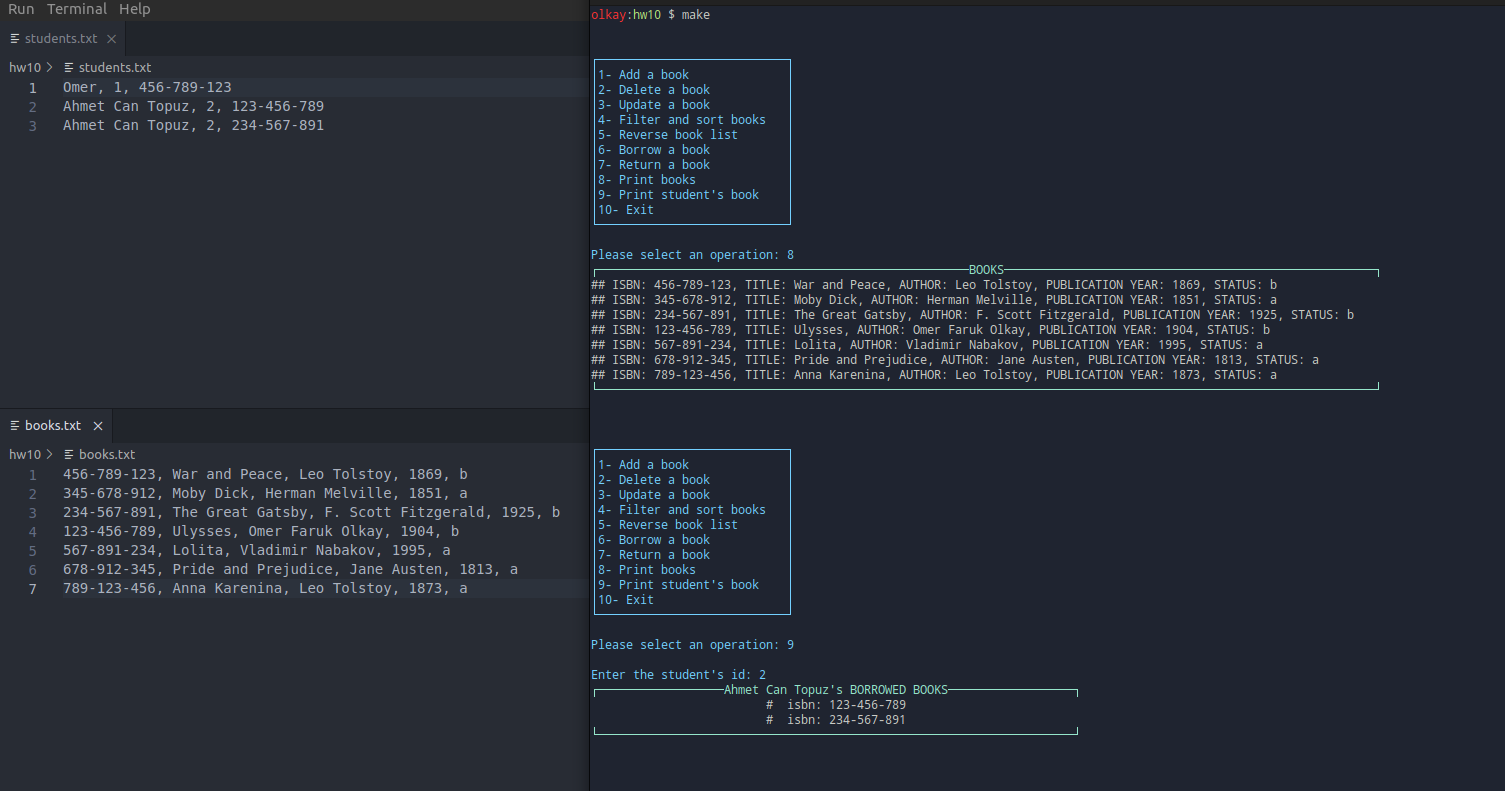 Run Terminal Help
students.txt
hw10 > students.txt
1 Omer, 1, 456-789-123
2 Ahmet Can Topuz, 2, 123-456-789
3 Ahmet Can Topuz, 2, 234-567-891
books.txt
hw10 > books.txt
1 456-789-123, War and Peace, Leo Tolstoy, 1869, b
2 345-678-912, Moby Dick, Herman Melville, 1851, a
3 234-567-891, The Great Gatsby, F. Scott Fitzgerald, 1925, b
4 123-456-789, Ulysses, Omer Faruk Olkay, 1904, b
5 567-891-234, Lolita, Vladimir Nabakov, 1995, a
6 678-912-345, Pride and Prejudice, Jane Austen, 1813, a
7 789-123-456, Anna Karenina, Leo Tolstoy, 1873, a
olkay:hw10 $ make
1- Add a book
2- Delete a book
3- Update a book
4- Filter and sort books
5- Reverse book list
6- Borrow a book
7- Return a book
8- Print books
9- Print student's book
10- Exit
Please select an operation: 8
BOOKS
## ISBN: 456-789-123, TITLE: War and Peace, AUTHOR: Leo Tolstoy, PUBLICATION YEAR: 1869, STATUS: b
## ISBN: 345-678-912, TITLE: Moby Dick, AUTHOR: Herman Melville, PUBLICATION YEAR: 1851, STATUS: a
## ISBN: 234-567-891, TITLE: The Great Gatsby, AUTHOR: F. Scott Fitzgerald, PUBLICATION YEAR: 1925, STATUS: b
## ISBN: 123-456-789, TITLE: Ulysses, AUTHOR: Omer Faruk Olkay, PUBLICATION YEAR: 1904, STATUS: b
## ISBN: 567-891-234, TITLE: Lolita, AUTHOR: Vladimir Nabakov, PUBLICATION YEAR: 1995, STATUS: a
## ISBN: 678-912-345, TITLE: Pride and Prejudice, AUTHOR: Jane Austen, PUBLICATION YEAR: 1813, STATUS: a
## ISBN: 789-123-456, TITLE: Anna Karenina, AUTHOR: Leo Tolstoy, PUBLICATION YEAR: 1873, STATUS: a
1- Add a book
2- Delete a book
3- Update a book
4- Filter and sort books
5- Reverse book list
6- Borrow a book
7- Return a book
8- Print books
9- Print student's book
10- Exit
Please select an operation: 9
Enter the student's id: 2
Ahmet Can Topuz's BORROWED BOOKS
# isbn: 123-456-789
# isbn: 234-567-891